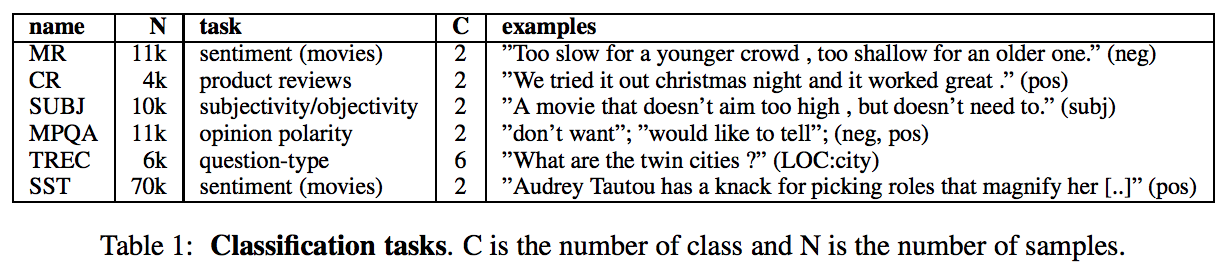 name N task C examples
MR 11k sentiment (movies) 2 ”Too slow for a younger crowd , too shallow for an older one.” (neg)
CR 4k product reviews 2 ”We tried it out christmas night and it worked great .” (pos)
SUBJ 10k subjectivity/objectivity 2 ”A movie that doesn’t aim too high , but doesn’t need to.” (subj)
MPQA 11k opinion polarity 2 ”don’t want”; ”would like to tell”; (neg, pos)
TREC 6k question-type 6 ”What are the twin cities ?” (LOC:city)
SST 70k sentiment (movies) 2 ”Audrey Tautou has a knack for picking roles that magnify her [..]” (pos)
Table 1: Classification tasks. C is the number of class and N is the number of samples.